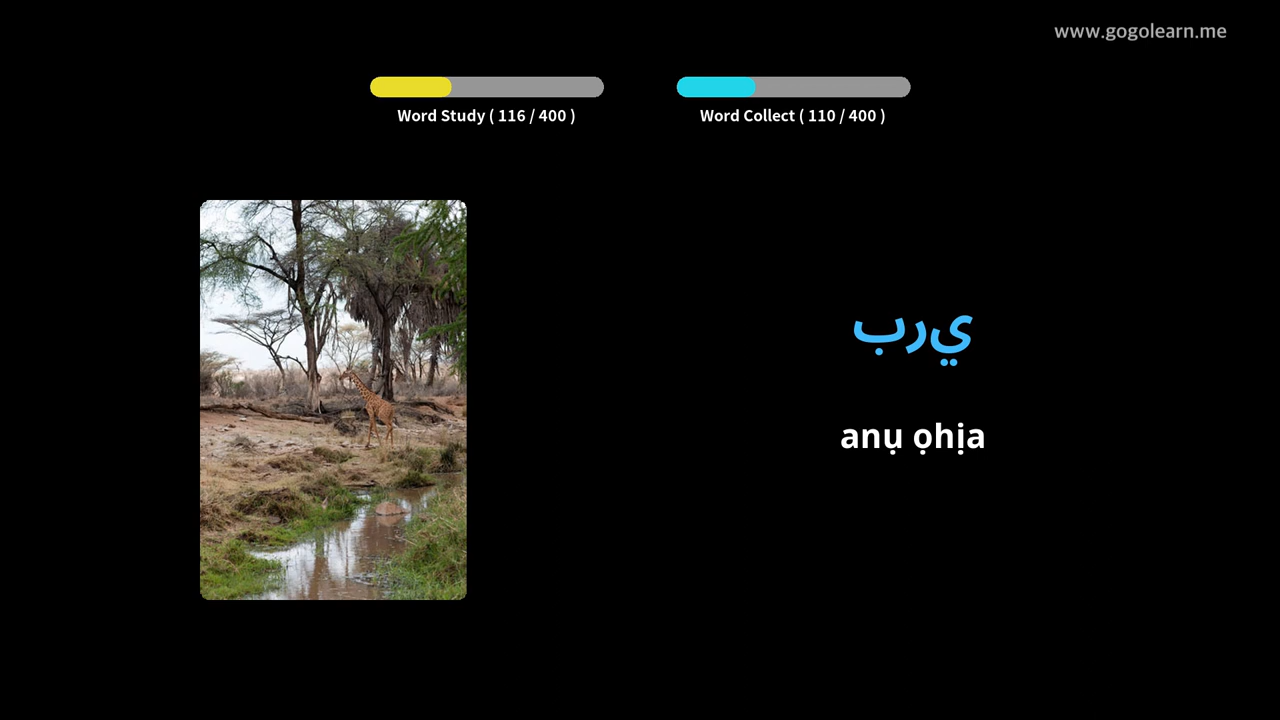 www.gogolearn.me
Word Study ( 116 / 400 )
Word Collect ( 110 / 400 )
بري
anụ ọhịa